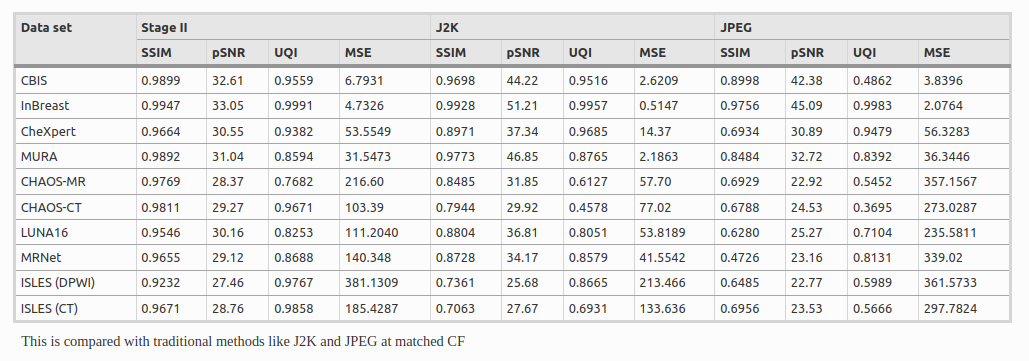 Data set Stage II J2K JPEG
SSIM pSNR UQI MSE SSIM pSNR UQI MSE SSIM pSNR UQI MSE
CBIS 0.9899 32.61 0.9559 6.7931 0.9698 44.22 0.9516 2.6209 0.8998 42.38 0.4862 3.8396
InBreast 0.9947 33.05 0.9991 4.7326 0.9928 51.21 0.9957 0.5147 0.9756 45.09 0.9983 2.0764
CheXpert 0.9664 30.55 0.9382 53.5549 0.8971 37.34 0.9685 14.37 0.6934 30.89 0.9479 56.3283
MURA 0.9892 31.04 0.8594 31.5473 0.9773 46.85 0.8765 2.1863 0.8484 32.72 0.8392 36.3446
CHAOS-MR 0.9769 28.37 0.7682 216.60 0.8485 31.85 0.6127 57.70 0.6929 22.92 0.5452 357.1567
CHAOS-CT 0.9811 29.27 0.9671 103.39 0.7944 29.92 0.4578 77.02 0.6788 24.53 0.3695 273.0287
LUNA16 0.9546 30.16 0.8253 111.2040 0.8804 36.81 0.8051 53.8189 0.6280 25.27 0.7104 235.5811
MRNet 0.9655 29.12 0.8688 140.348 0.8728 34.17 0.8579 41.5542 0.4726 23.16 0.8131 339.02
ISLES (DPWI) 0.9232 27.46 0.9767 381.1309 0.7361 25.68 0.8665 213.466 0.6485 22.77 0.5989 361.5733
ISLES (CT) 0.9671 28.76 0.9858 185.4287 0.7063 27.67 0.6931 133.636 0.6956 23.53 0.5666 297.7824
This is compared with traditional methods like J2K and JPEG at matched CF